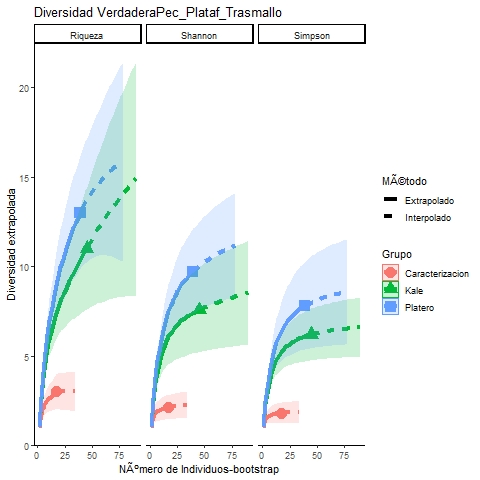 Diversidad VerdaderaPec_Plataf_Trasmallo
Riqueza
Shannon
Simpson
Diversidad extrapolada
20
15
10
5
0
0 25 50 75
0 25 50 75
0 25 50 75
NÃºmero de Individuos-bootstrap
MÃ©todo
Extrapolado
Interpolado
Grupo
Caracterizacion
Kale
Platero